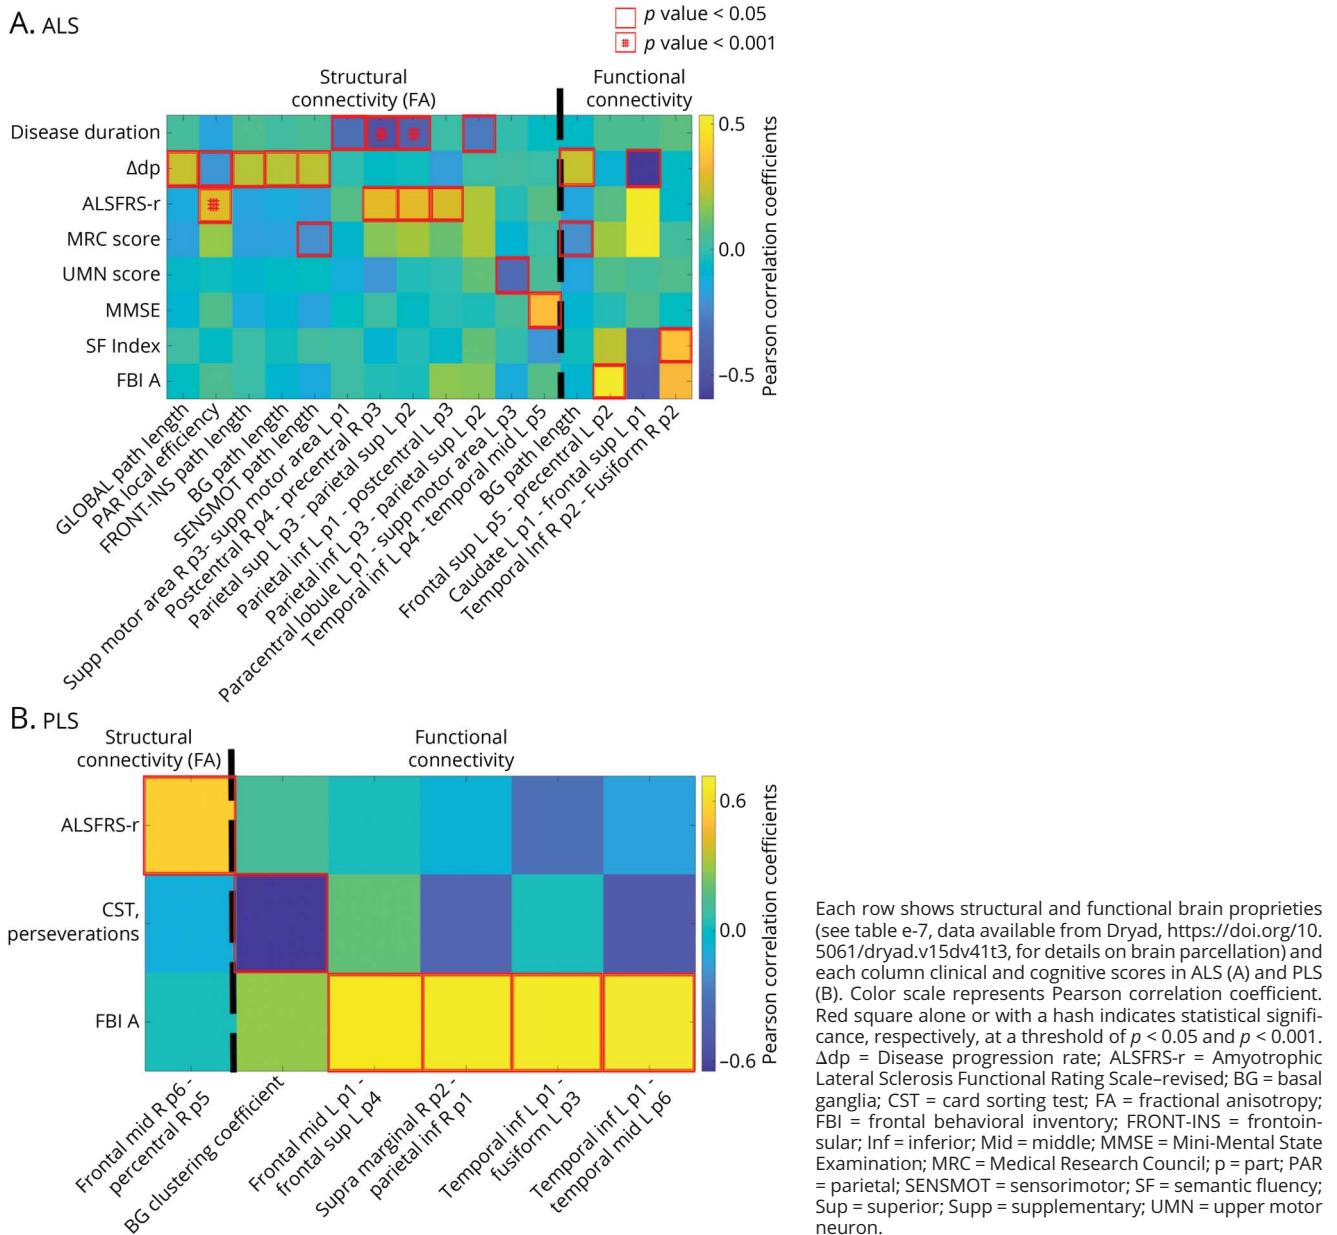 A. ALS
p value < 0.05
# p value < 0.001
Structural
connectivity (FA)
Functional
connectivity
Disease duration
Δdp
ALSFRS-r
MRC score
UMN score
MMSE
SF Index
FBI A
# #
#
0.5
0.0
–0.5
Pearson correlation coefficients
GLOBAL path length
PAR local efficiency
FRONT-INS path length
BG path length
SENSMOT path length
Supp motor area R p3- supp motor area L p1
Postcentral R p4 - precentral R p3
Parietal sup L p3 - parietal sup L p2
Parietal inf L p1 - postcentral L p3
Parietal inf L p3 - parietal sup L p2
Paracentral lobule L p1 - supp motor area L p3
Temporal inf L p4 - temporal mid L p5
BG path length
Frontal sup L p5 - precentral L p2
Caudate L p1 - frontal sup L p1
Temporal Inf R p2 - Fusiform R p2
B. PLS
Structural
connectivity (FA)
Functional
connectivity
ALSFRS-r
CST,
perseverations
FBI A
0.6
0.0
–0.6
Pearson correlation coefficients
Frontal mid R p6 -
percentral R p5
BG clustering coefficient
Frontal mid L p1 -
frontal sup L p4
Supra marginal R p2 -
parietal inf R p1
Temporal inf L p1 -
fusiform L p3
Temporal inf L p1 -
temporal mid L p6
Each row shows structural and functional brain proprieties
(see table e-7, data available from Dryad, https://doi.org/10.
5061/dryad.v15dv41t3, for details on brain parcellation) and
each column clinical and cognitive scores in ALS (A) and PLS
(B). Color scale represents Pearson correlation coefficient.
Red square alone or with a hash indicates statistical signifi-
cance, respectively, at a threshold of p < 0.05 and p < 0.001.
Δdp = Disease progression rate; ALSFRS-r = Amyotrophic
Lateral Sclerosis Functional Rating Scale–revised; BG = basal
ganglia; CST = card sorting test; FA = fractional anisotropy;
FBI = frontal behavioral inventory; FRONT-INS = frontoin-
sular; Inf = inferior; Mid = middle; MMSE = Mini-Mental State
Examination; MRC = Medical Research Council; p = part; PAR
= parietal; SENSMOT = sensorimotor; SF = semantic fluency;
Sup = superior; Supp = supplementary; UMN = upper motor
neuron.